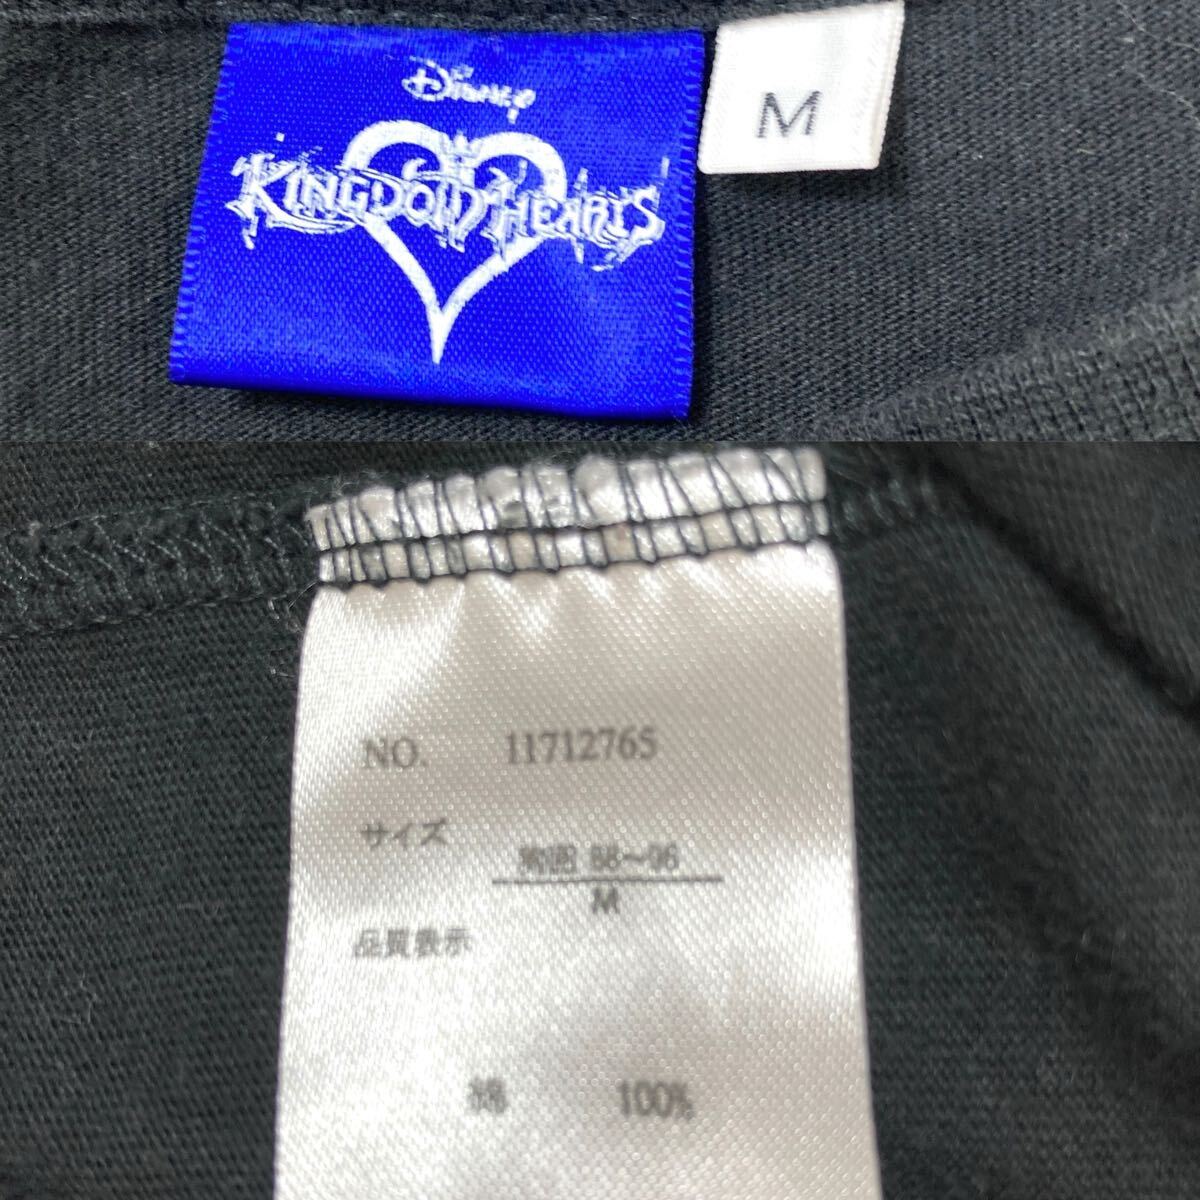 Disney
KINGDOM HEARTS
M
NO. 11712765
サイズ
胸囲 88～96
M
品質表示
綿 100%